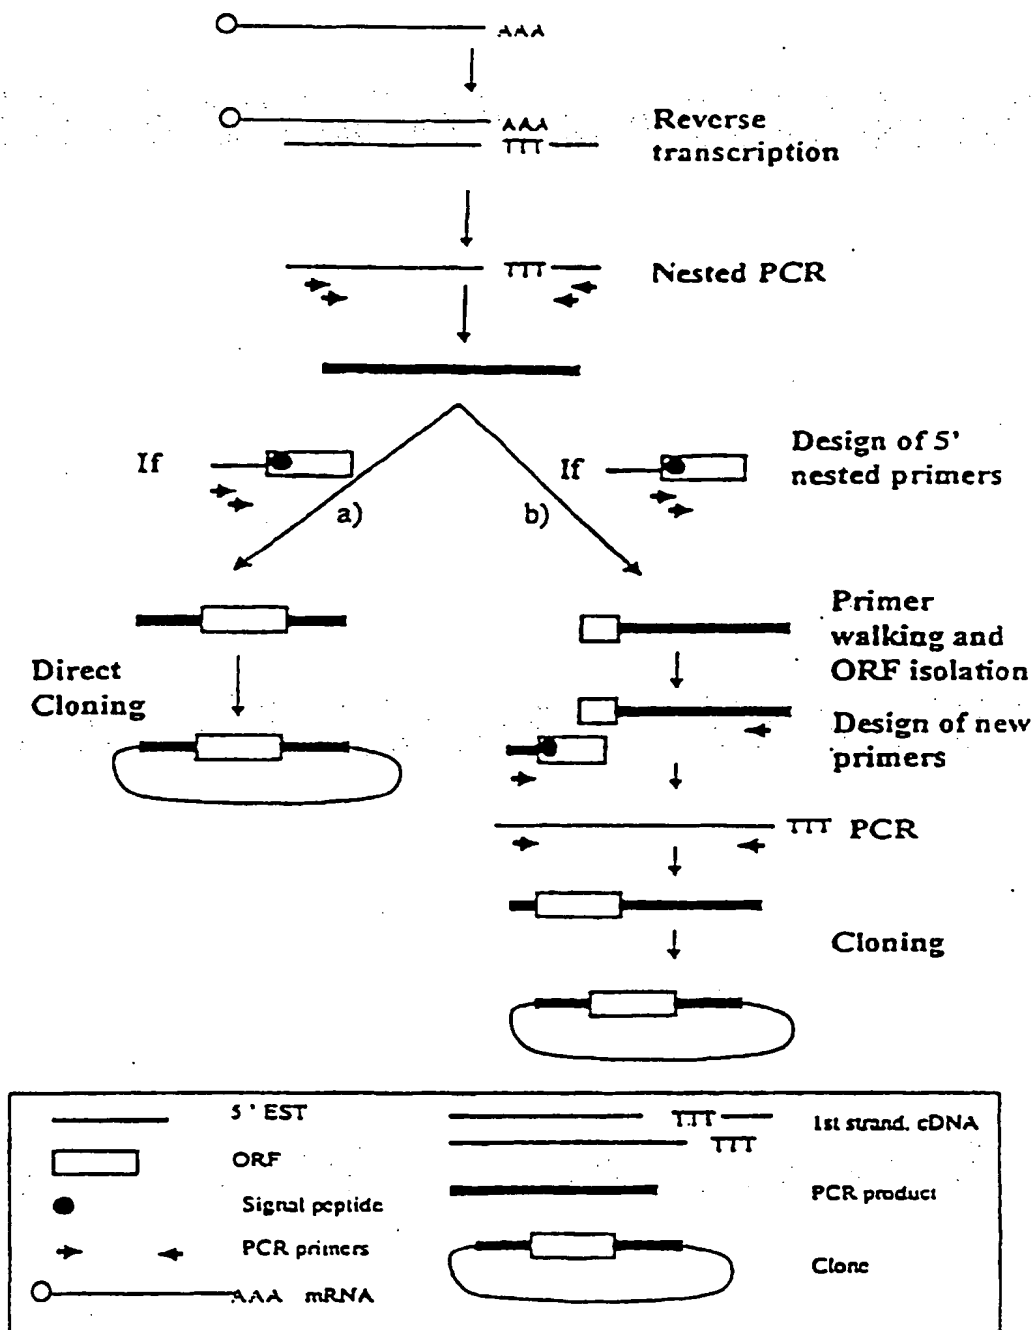 AAA
AAA
TTT
Reverse
transcription
TTT
Nested PCR
If
a)
If
b)
Design of 5'
nested primers
Direct
Cloning
Primer
walking and
ORF isolation
Design of new
primers
TTT PCR
Cloning
5' EST
ORF
Signal peptide
PCR primers
AAA mRNA
TTT
TTT
1st strand. cDNA
PCR product
Clone